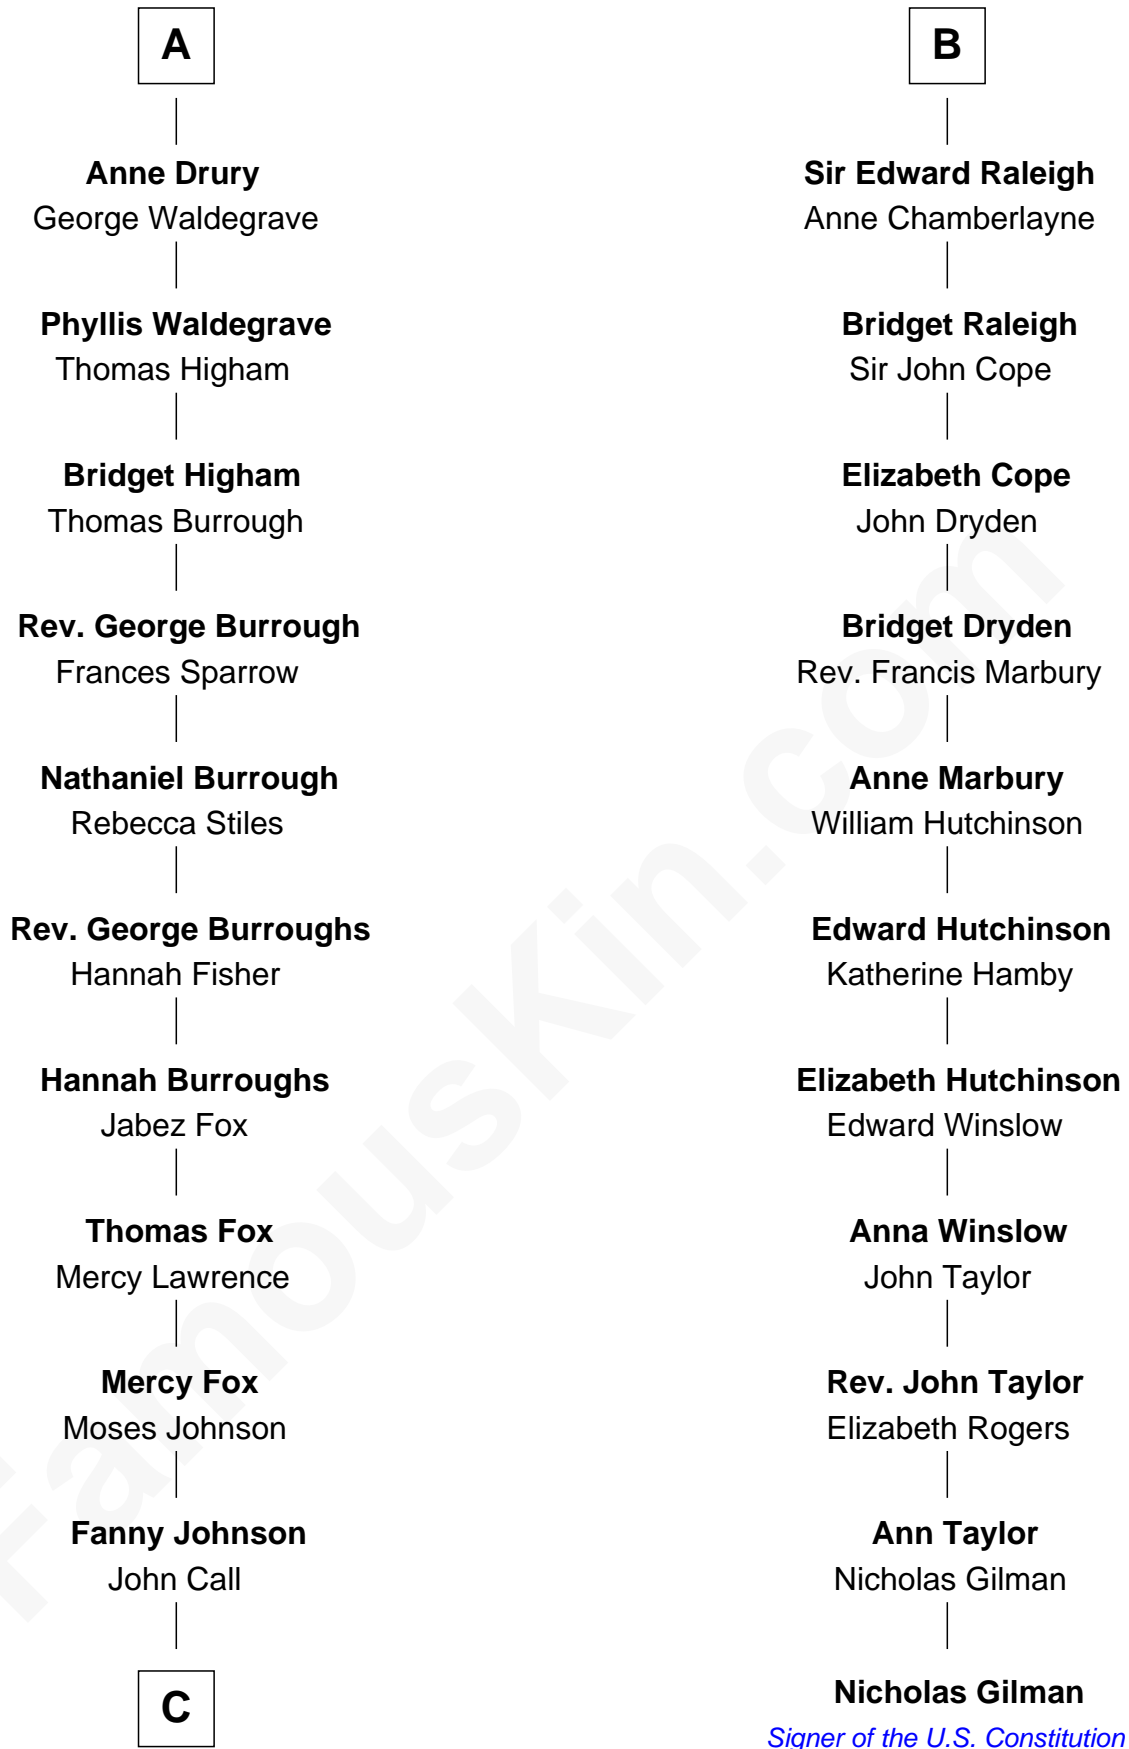 A
Anne Drury
George Waldegrave
Phyllis Waldegrave
Thomas Higham
Bridget Higham
Thomas Burrough
Rev. George Burrough
Frances Sparrow
Nathaniel Burrough
Rebecca Stiles
Rev. George Burroughs
Hannah Fisher
Hannah Burroughs
Jabez Fox
Thomas Fox
Mercy Lawrence
Mercy Fox
Moses Johnson
Fanny Johnson
John Call
C
B
Sir Edward Raleigh
Anne Chamberlayne
Bridget Raleigh
Sir John Cope
Elizabeth Cope
John Dryden
Bridget Dryden
Rev. Francis Marbury
Anne Marbury
William Hutchinson
Edward Hutchinson
Katherine Hamby
Elizabeth Hutchinson
Edward Winslow
Anna Winslow
John Taylor
Rev. John Taylor
Elizabeth Rogers
Ann Taylor
Nicholas Gilman
Nicholas Gilman
Signer of the U.S. Constitution
FamousKin.com